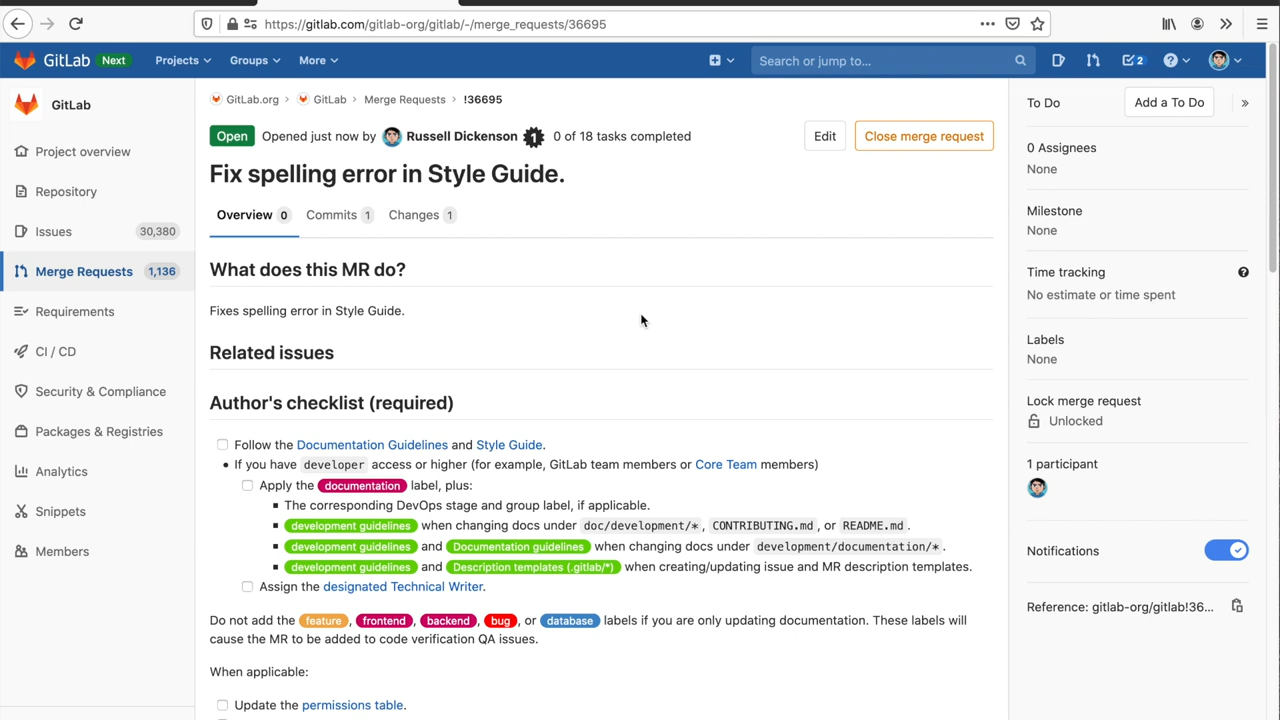 https://gitlab.com/gitlab-org/gitlab/-/merge_requests/36695
GitLab Next Projects Groups More Search or jump to... 2
GitLab
Project overview
Repository
Issues 30,380
Merge Requests 1,136
Requirements
CI / CD
Security & Compliance
Packages & Registries
Analytics
Snippets
Members
GitLab.org > GitLab > Merge Requests > !36695
Open Opened just now by Russell Dickenson 1 0 of 18 tasks completed Edit Close merge request
Fix spelling error in Style Guide.
Overview 0 Commits 1 Changes 1
What does this MR do?
Fixes spelling error in Style Guide.
Related issues
Author's checklist (required)
Follow the Documentation Guidelines and Style Guide.
• If you have developer access or higher (for example, GitLab team members or Core Team members)
Apply the documentation label, plus:
▪ The corresponding DevOps stage and group label, if applicable.
▪ development guidelines when changing docs under doc/development/*, CONTRIBUTING.md, or README.md.
▪ development guidelines and Documentation guidelines when changing docs under development/documentation/*.
▪ development guidelines and Description templates (.gitlab/*) when creating/updating issue and MR description templates.
Assign the designated Technical Writer.
Do not add the feature, frontend, backend, bug, or database labels if you are only updating documentation. These labels will
cause the MR to be added to code verification QA issues.
When applicable:
Update the permissions table.
To Do Add a To Do »
0 Assignees
None
Milestone
None
Time tracking ?
No estimate or time spent
Labels
None
Lock merge request
Unlocked
1 participant
Notifications
Reference: gitlab-org/gitlab!36...